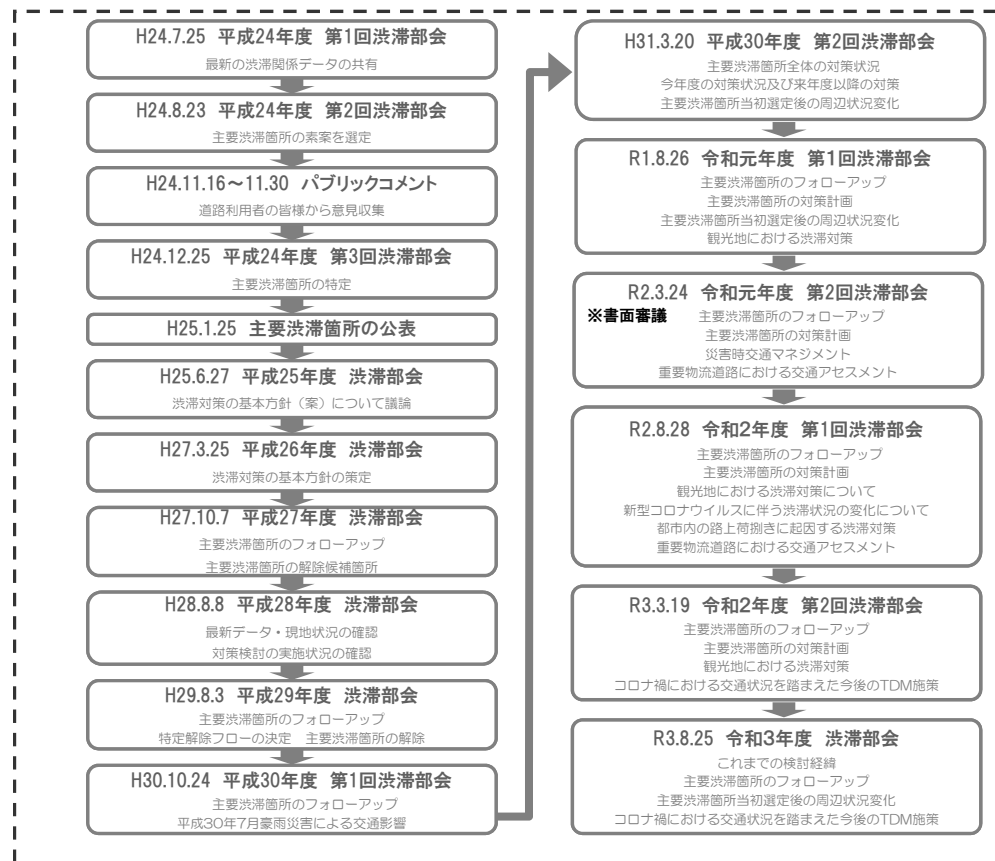 H24.7.25 平成24年度 第1回渋滞部会
最新の渋滞関係データの共有
H24.8.23 平成24年度 第2回渋滞部会
主要渋滞箇所の素案を選定
H24.11.16～11.30 パブリックコメント
道路利用者の皆様から意見収集
H24.12.25 平成24年度 第3回渋滞部会
主要渋滞箇所の特定
H25.1.25 主要渋滞箇所の公表
H25.6.27 平成25年度 渋滞部会
渋滞対策の基本方針（案）について議論
H27.3.25 平成26年度 渋滞部会
渋滞対策の基本方針の策定
H27.10.7 平成27年度 渋滞部会
主要渋滞箇所のフォローアップ
主要渋滞箇所の解除候補箇所
H28.8.8 平成28年度 渋滞部会
最新データ・現地状況の確認
対策検討の実施状況の確認
H29.8.3 平成29年度 渋滞部会
主要渋滞箇所のフォローアップ
特定解除フローの決定 主要渋滞箇所の解除
H30.10.24 平成30年度 第1回渋滞部会
主要渋滞箇所のフォローアップ
平成30年7月豪雨災害による交通影響
H31.3.20 平成30年度 第2回渋滞部会
主要渋滞箇所全体の対策状況
今年度の対策状況及び来年度以降の対策
主要渋滞箇所当初選定後の周辺状況変化
R1.8.26 令和元年度 第1回渋滞部会
主要渋滞箇所のフォローアップ
主要渋滞箇所の対策計画
主要渋滞箇所当初選定後の周辺状況変化
観光地における渋滞対策
R2.3.24 令和元年度 第2回渋滞部会
※書面審議 主要渋滞箇所のフォローアップ
主要渋滞箇所の対策計画
災害時交通マネジメント
重要物流道路における交通アセスメント
R2.8.28 令和2年度 第1回渋滞部会
主要渋滞箇所のフォローアップ
主要渋滞箇所の対策計画
観光地における渋滞対策について
新型コロナウイルスに伴う渋滞状況の変化について
都市内の路上荷捌きに起因する渋滞対策
重要物流道路における交通アセスメント
R3.3.19 令和2年度 第2回渋滞部会
主要渋滞箇所のフォローアップ
主要渋滞箇所の対策計画
観光地における渋滞対策
コロナ禍における交通状況を踏まえた今後のTDM施策
R3.8.25 令和3年度 渋滞部会
これまでの検討経緯
主要渋滞箇所のフォローアップ
主要渋滞箇所当初選定後の周辺状況変化
コロナ禍における交通状況を踏まえた今後のTDM施策